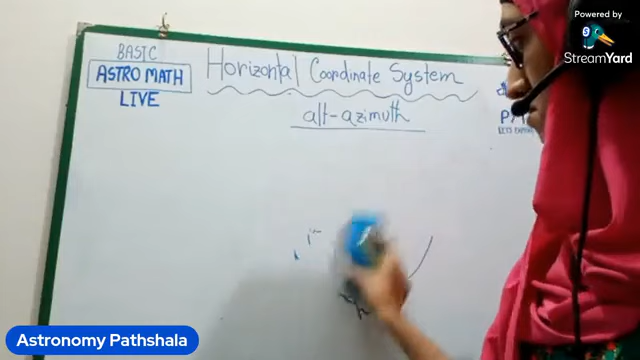 Powered by
StreamYard
BASIC
ASTRO MATH
LIVE
Horizontal Coordinate System
alt-azimuth
Astronomy Pathshala